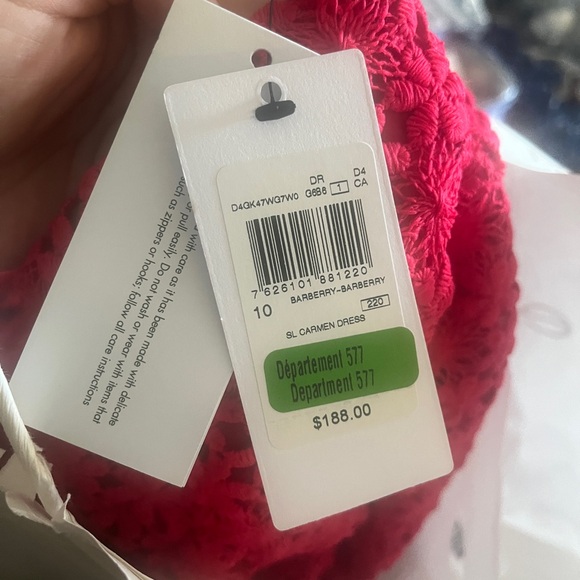 DR D4
D4GK47WG7W0 G6B6 1 CA
7 626101 881220
10 BARBERRY-BARBERRY
220
SL CARMEN DRESS
Département 577
Department 577
$188.00
with care as it has been made with delicate
or pull easily. Do not wash or wear with items that
such as zippers or hooks; follow all care instructions